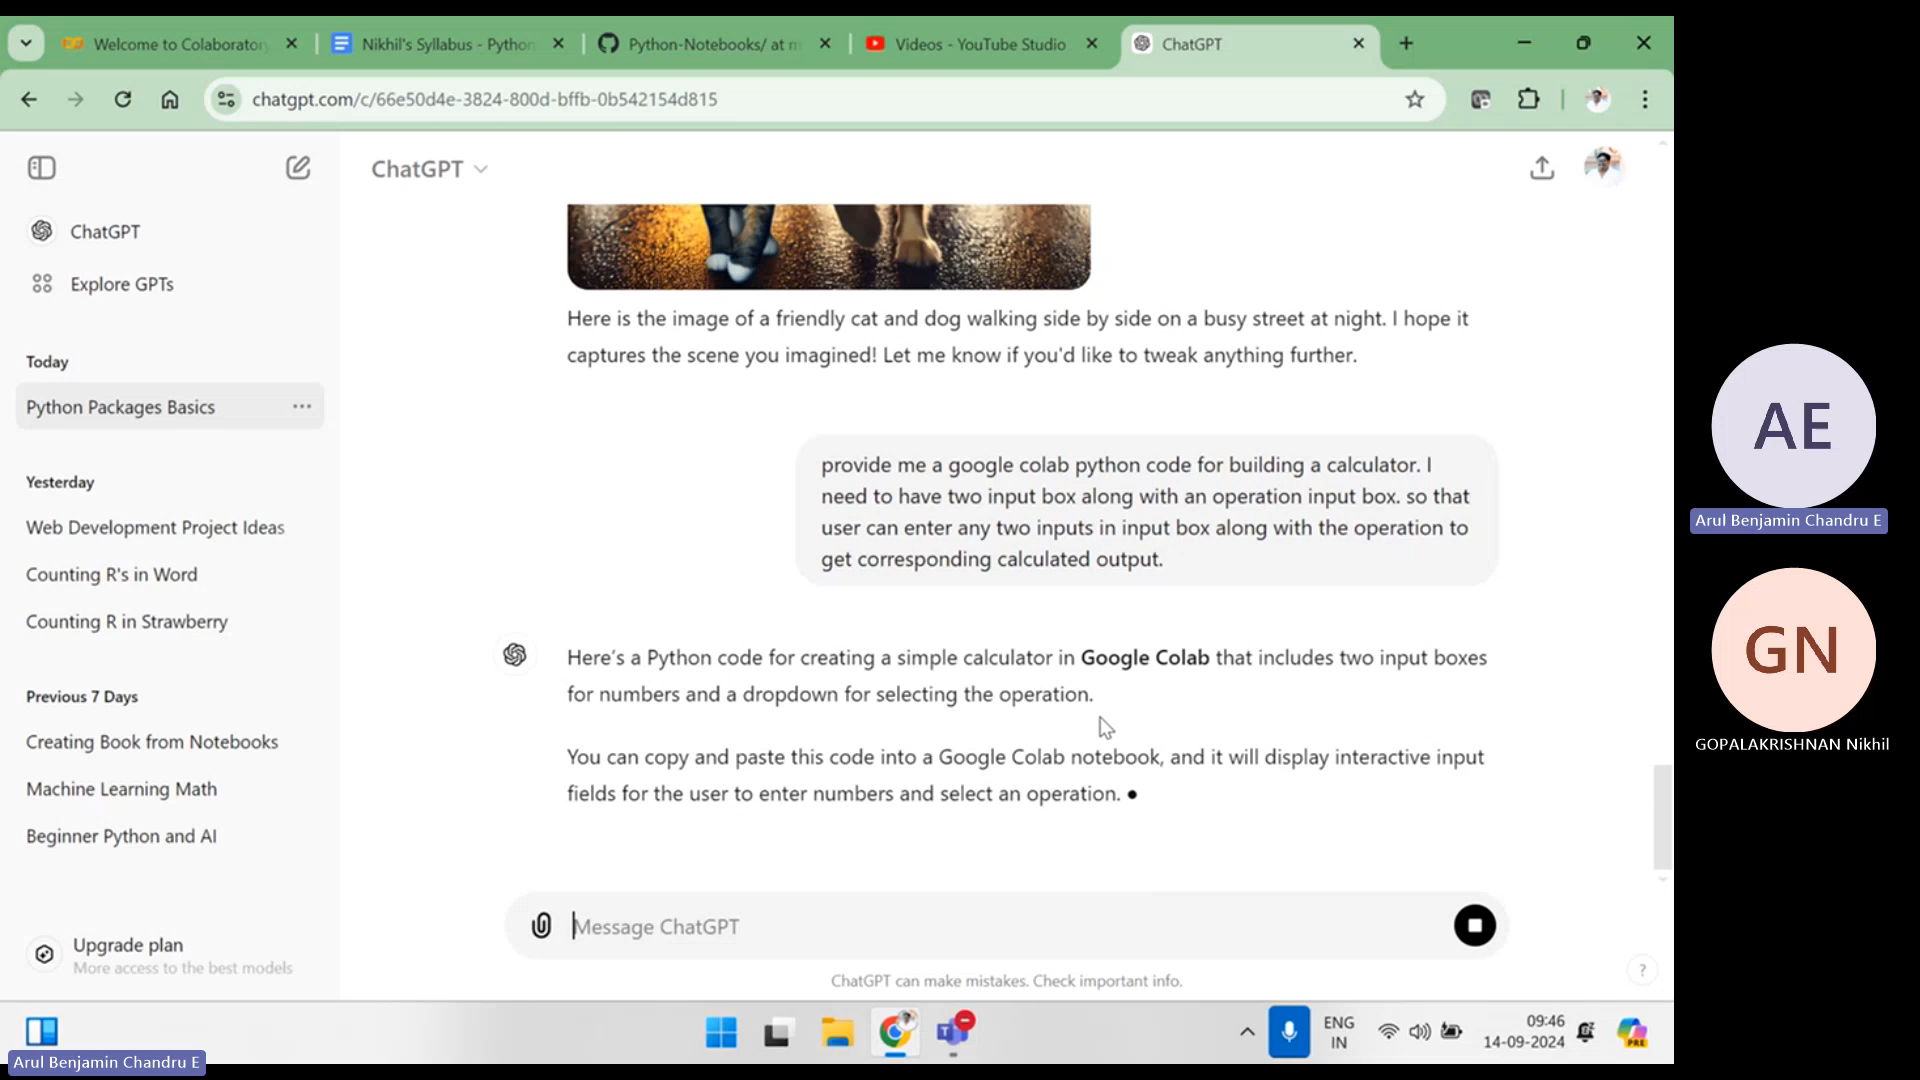 Welcome to Colaboratory
Nikhil's Syllabus - Python
Python-Notebooks/ at m
Videos - YouTube Studio
ChatGPT
chatgpt.com/c/66e50d4e-3824-800d-bffb-0b542154d815
ChatGPT
ChatGPT
Explore GPTs
Today
Python Packages Basics
Yesterday
Web Development Project Ideas
Counting R's in Word
Counting R in Strawberry
Previous 7 Days
Creating Book from Notebooks
Machine Learning Math
Beginner Python and AI
Upgrade plan
More access to the best models
Here is the image of a friendly cat and dog walking side by side on a busy street at night. I hope it
captures the scene you imagined! Let me know if you'd like to tweak anything further.
provide me a google colab python code for building a calculator. I
need to have two input box along with an operation input box. so that
user can enter any two inputs in input box along with the operation to
get corresponding calculated output.
Here's a Python code for creating a simple calculator in Google Colab that includes two input boxes
for numbers and a dropdown for selecting the operation.
You can copy and paste this code into a Google Colab notebook, and it will display interactive input
fields for the user to enter numbers and select an operation.
Message ChatGPT
ChatGPT can make mistakes. Check important info.
?
ENG
IN
09:46
14-09-2024
PRE
Arul Benjamin Chandru E
AE
Arul Benjamin Chandru E
GN
GOPALAKRISHNAN Nikhil